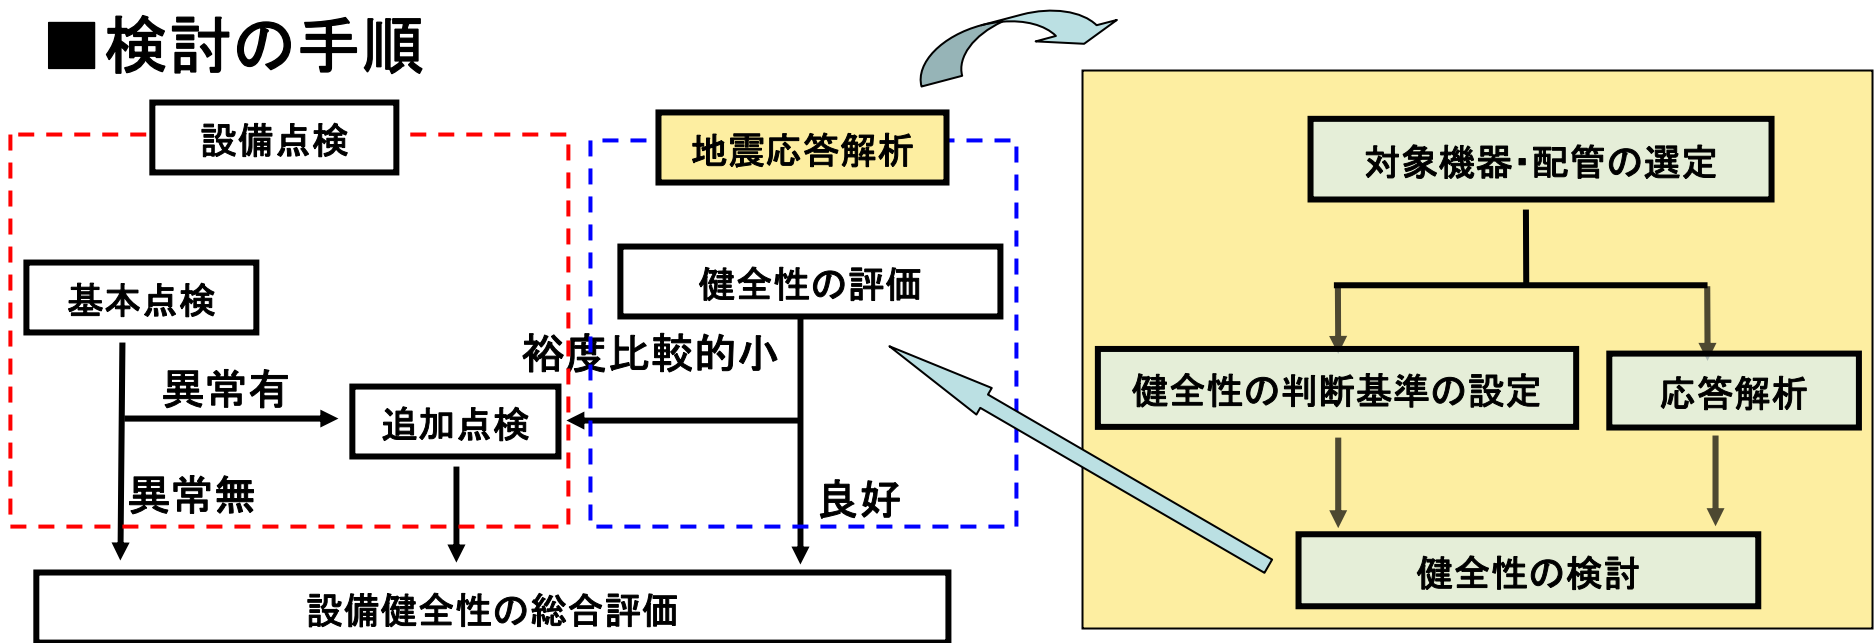 ■検討の手順
設備点検
地震応答解析
対象機器・配管の選定
基本点検
健全性の評価
裕度比較的小
異常有
追加点検
健全性の判断基準の設定
応答解析
異常無
良好
健全性の検討
設備健全性の総合評価